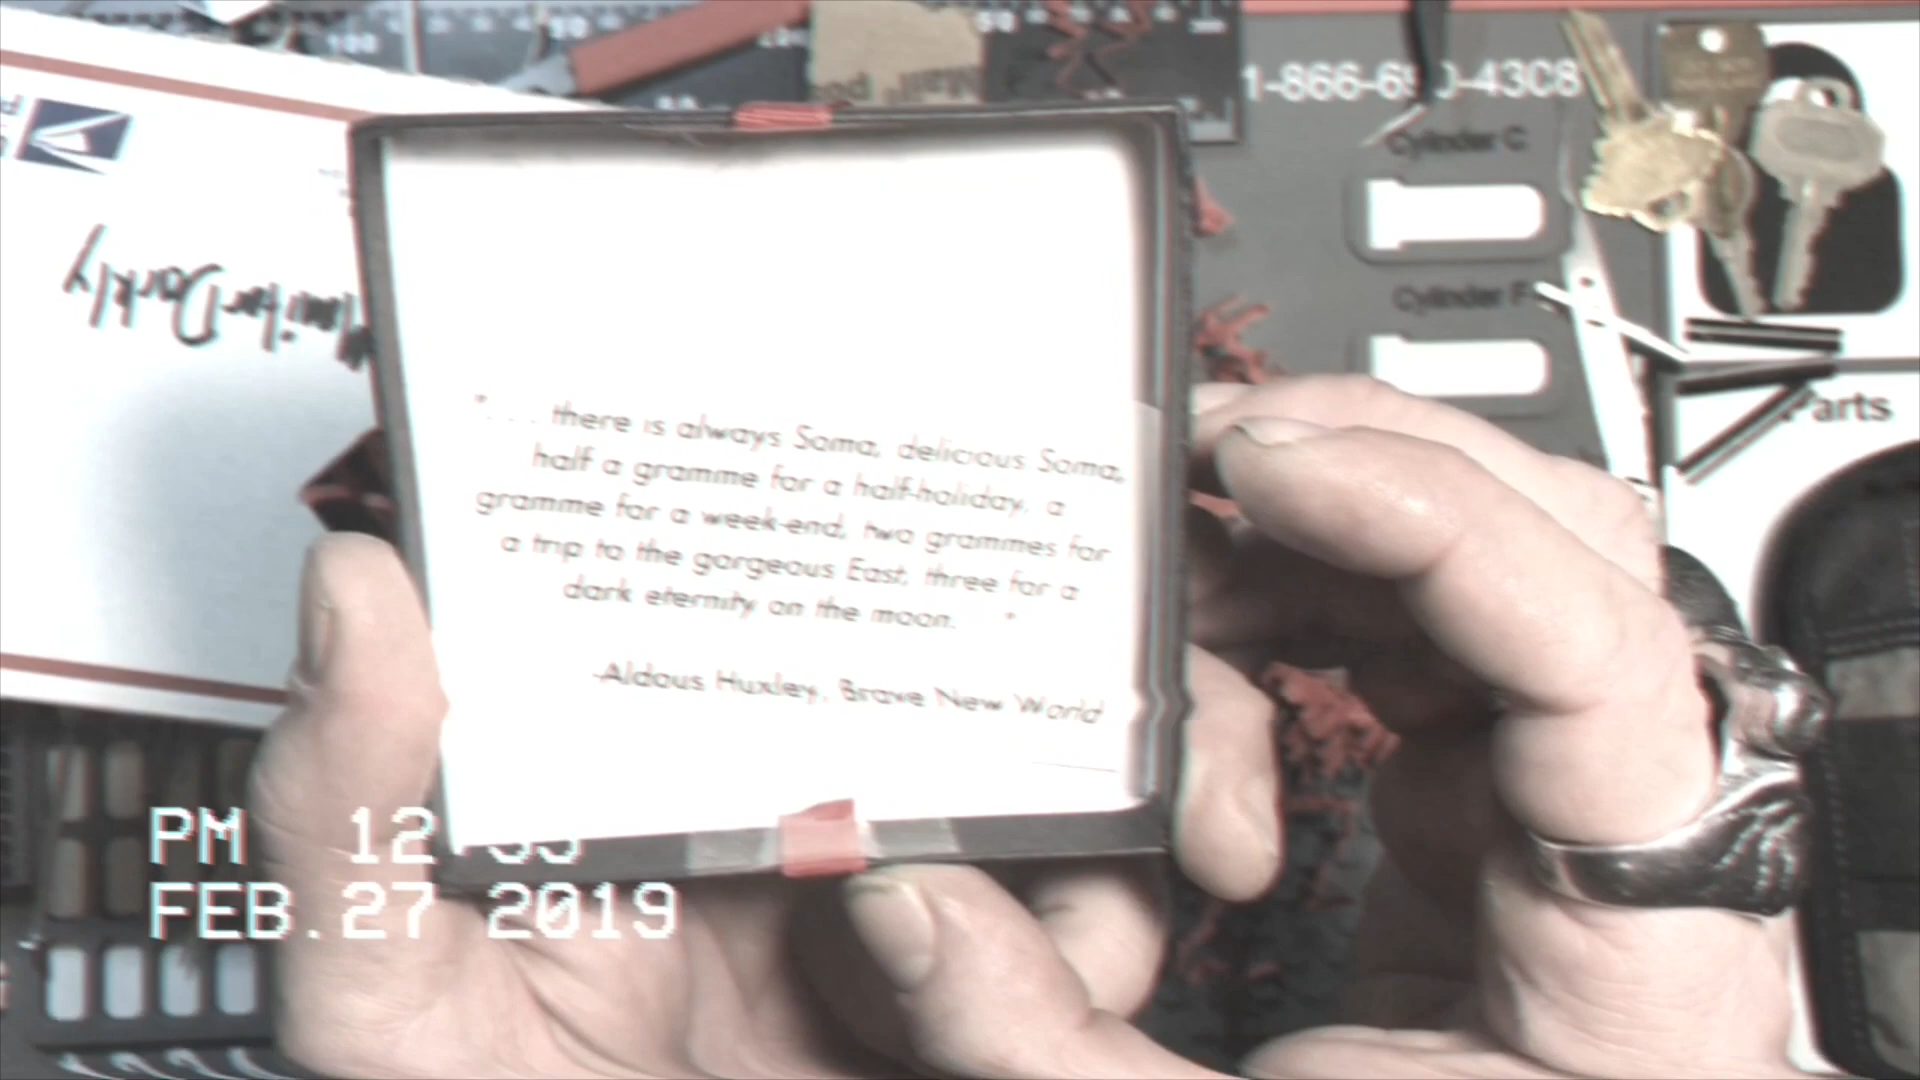 1-866-6
Cylinder C
Cylinder F
Parts
". . . there is always Soma, delicious Soma,
half a gramme for a half-holiday, a
gramme for a week-end, two grammes for
a trip to the gorgeous East, three for a
dark eternity on the moon. "
-Aldous Huxley, Brave New World
PM 12
FEB.27 2019